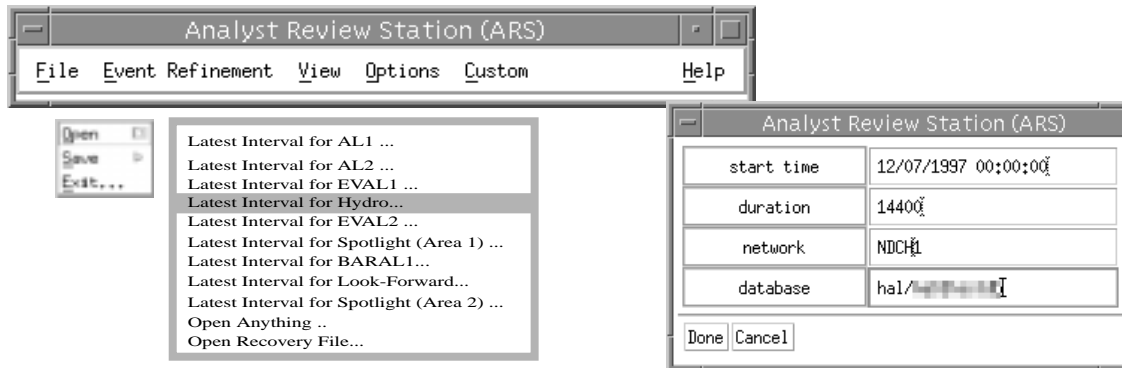 Analyst Review Station (ARS)
File Event Refinement View Options Custom Help
Open
Save
Exit...
Latest Interval for AL1 ...
Latest Interval for AL2 ...
Latest Interval for EVAL1 ...
Latest Interval for Hydro...
Latest Interval for EVAL2 ...
Latest Interval for Spotlight (Area 1) ...
Latest Interval for BARAL1...
Latest Interval for Look-Forward...
Latest Interval for Spotlight (Area 2) ...
Open Anything ..
Open Recovery File...
Analyst Review Station (ARS)
start time 12/07/1997 00:00:00
duration 14400
network NDCH1
database hal/
Done Cancel